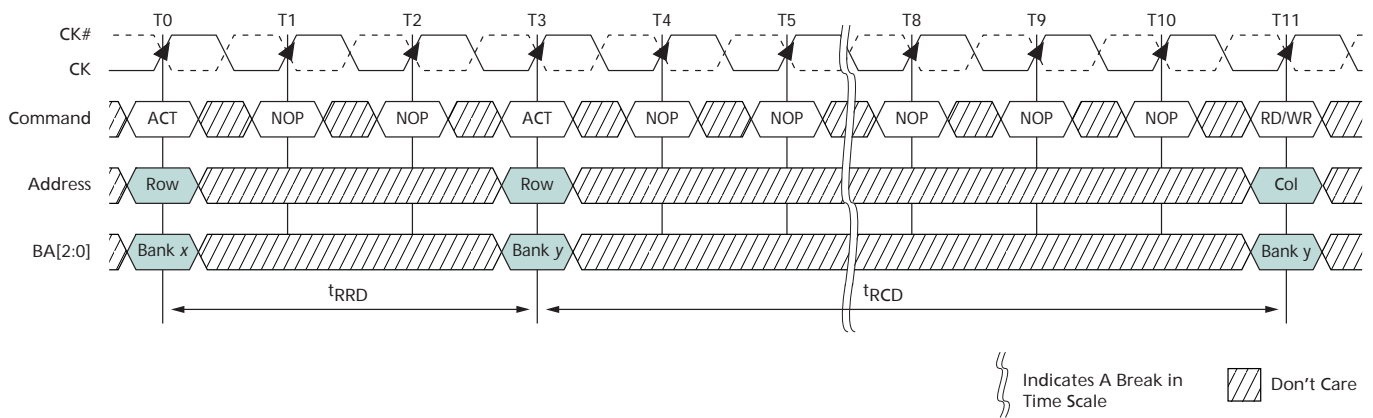 T0 T1 T2 T3 T4 T5 T8 T9 T10 T11
CK#
CK
Command ACT NOP NOP ACT NOP NOP NOP NOP NOP RD/WR
Address Row Row Col
BA[2:0] Bank x Bank y Bank y
tRRD tRCD
Indicates A Break in
Time Scale
Don't Care